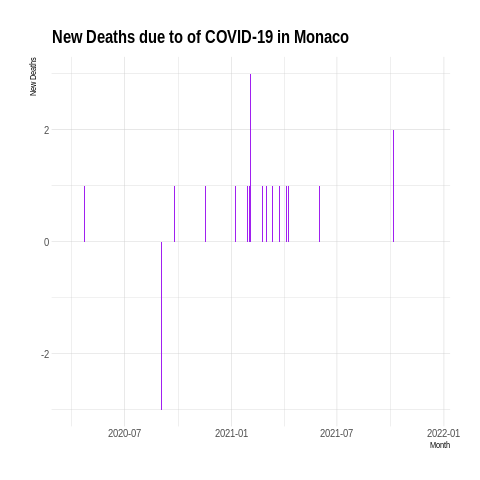 New Deaths due to of COVID-19 in Monaco
New Deaths
2
0
-2
2020-07
2021-01
2021-07
2022-01
Month